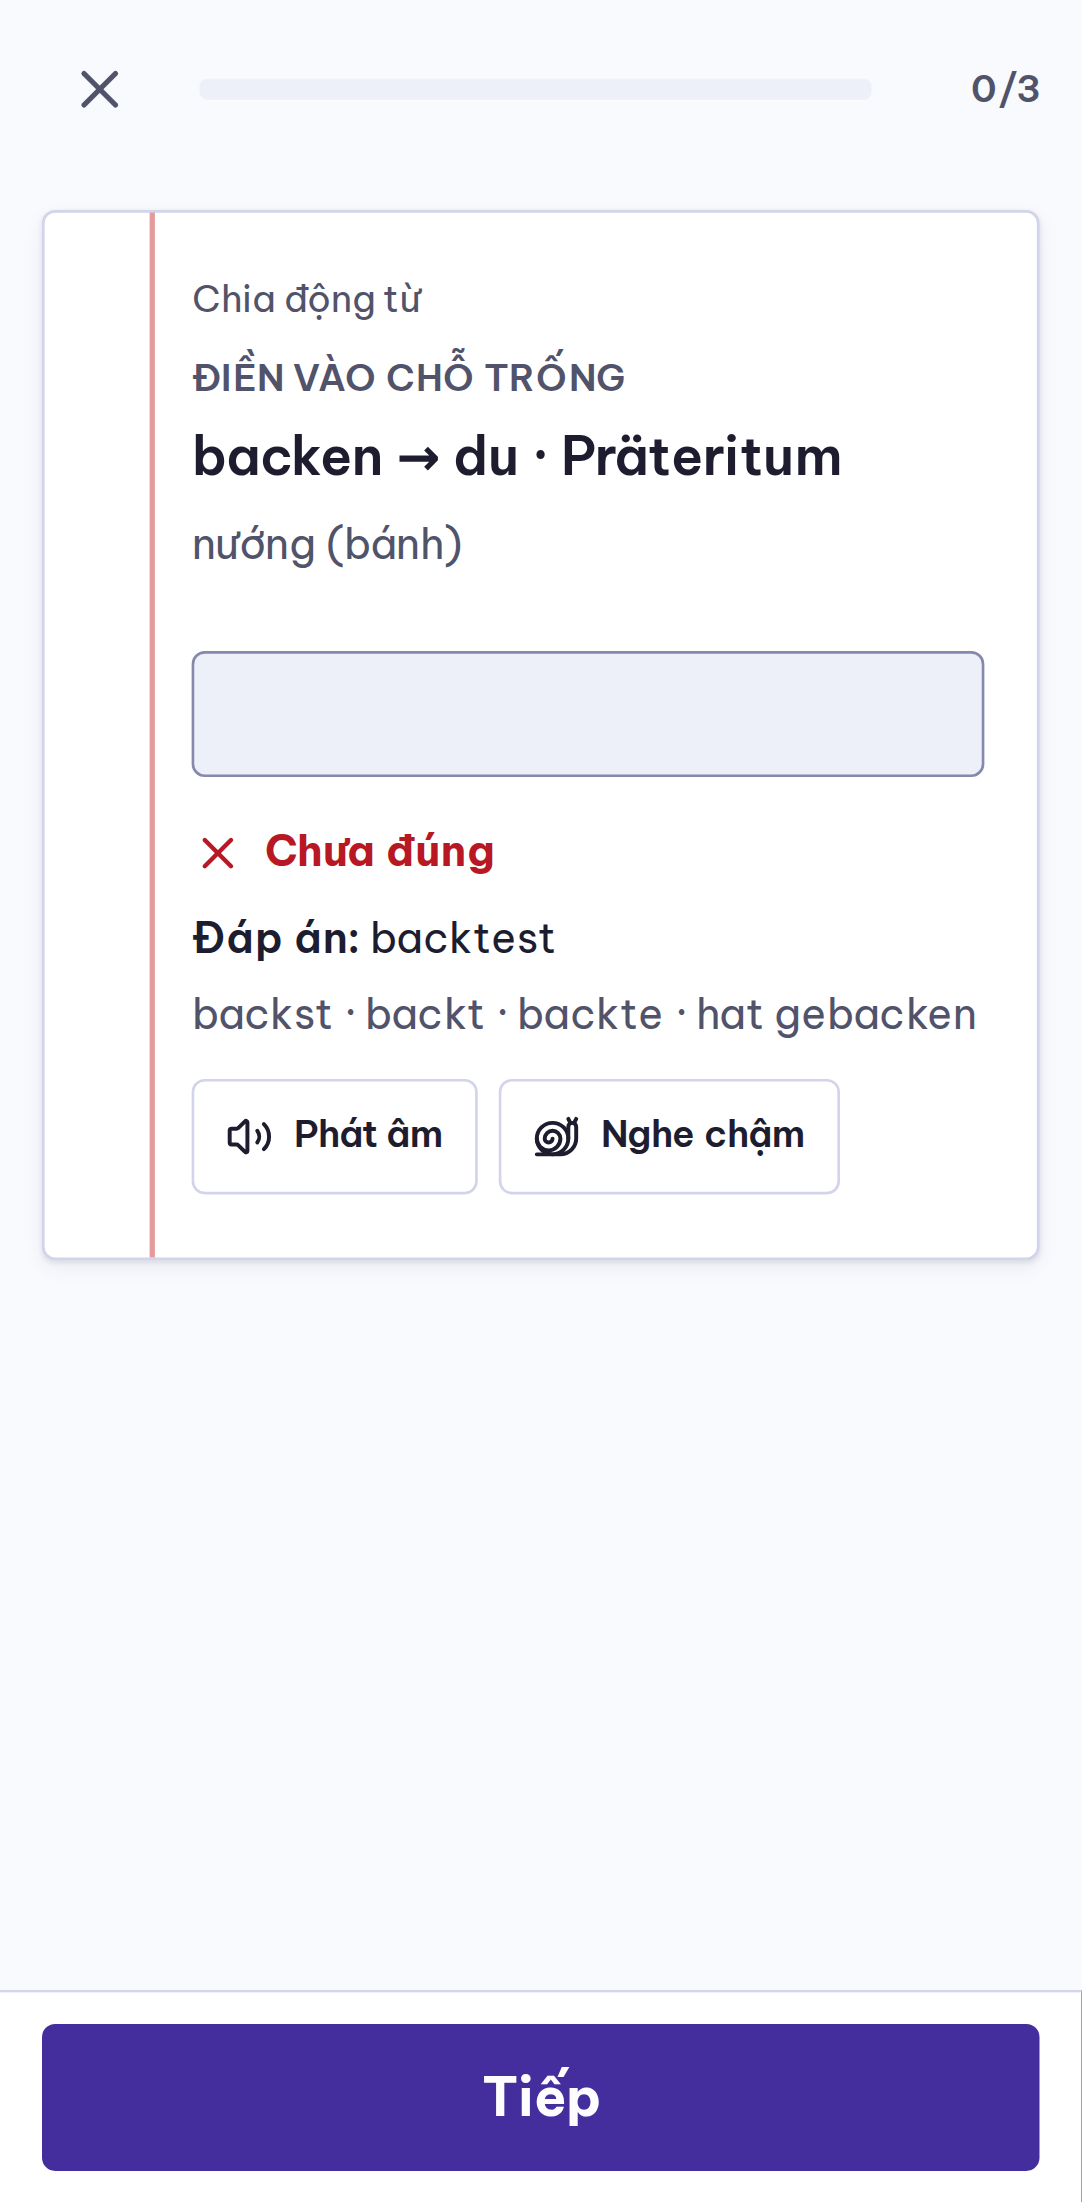 0/3
Chia động từ
ĐIỀN VÀO CHỖ TRỐNG
backen → du · Präteritum
nướng (bánh)
Chưa đúng
Đáp án: backtest
backst · backt · backte · hat gebacken
Phát âm
Nghe chậm
Tiếp